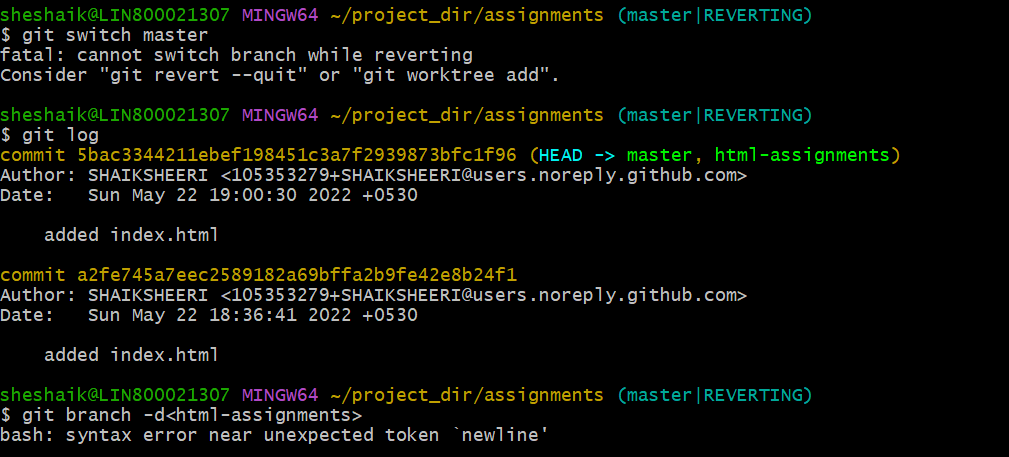 sheshaik@LIN800021307 MINGW64 ~/project_dir/assignments (master|REVERTING)
$ git switch master
fatal: cannot switch branch while reverting
Consider "git revert --quit" or "git worktree add".
sheshaik@LIN800021307 MINGW64 ~/project_dir/assignments (master|REVERTING)
$ git log
commit 5bac3344211ebef198451c3a7f2939873bfc1f96 (HEAD -> master, html-assignments)
Author: SHAIKSHEERI <105353279+SHAIKSHEERI@users.noreply.github.com>
Date:   Sun May 22 19:00:30 2022 +0530
    added index.html
commit a2fe745a7eec2589182a69bffa2b9fe42e8b24f1
Author: SHAIKSHEERI <105353279+SHAIKSHEERI@users.noreply.github.com>
Date:   Sun May 22 18:36:41 2022 +0530
    added index.html
sheshaik@LIN800021307 MINGW64 ~/project_dir/assignments (master|REVERTING)
$ git branch -d<html-assignments>
bash: syntax error near unexpected token `newline'